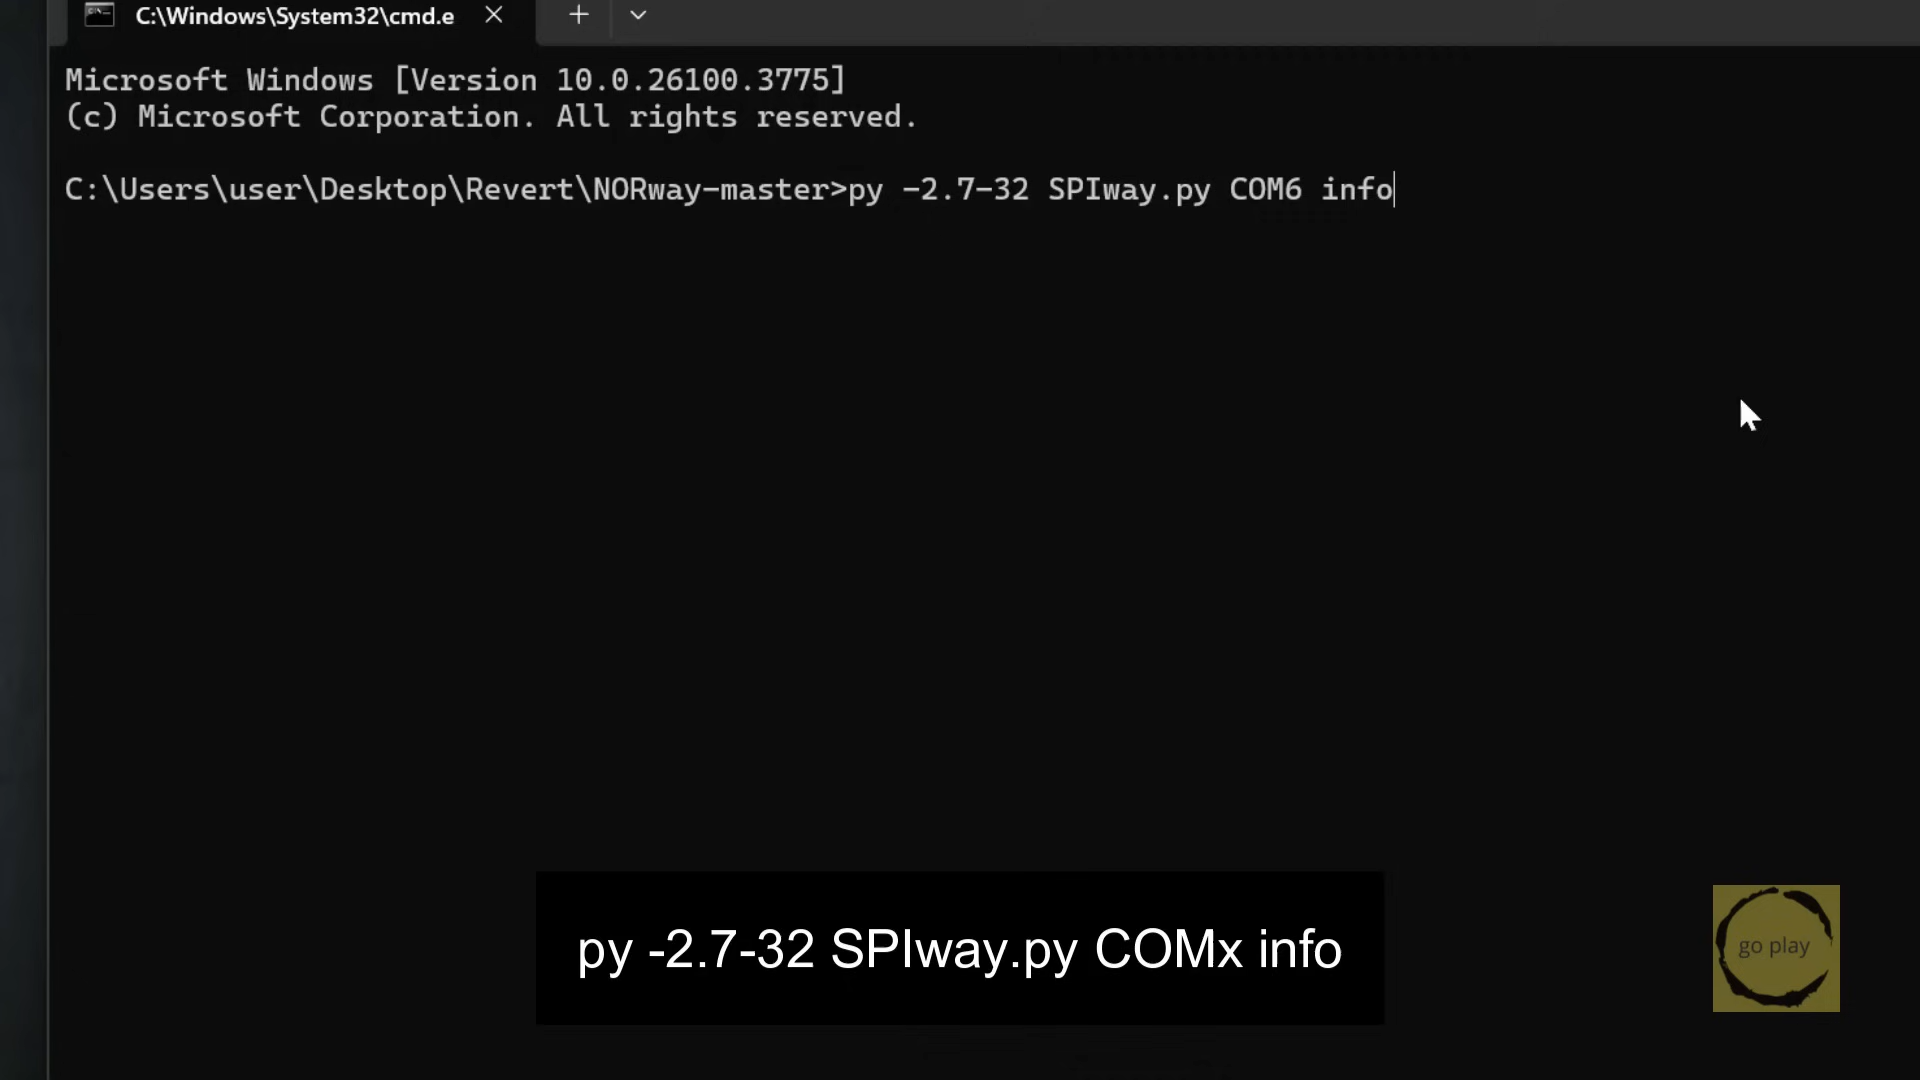 C:\Windows\System32\cmd.e
Microsoft Windows [Version 10.0.26100.3775]
(c) Microsoft Corporation. All rights reserved.
C:\Users\user\Desktop\Revert\NORway-master>py -2.7-32 SPIway.py COM6 info
py -2.7-32 SPIway.py COMx info
go play